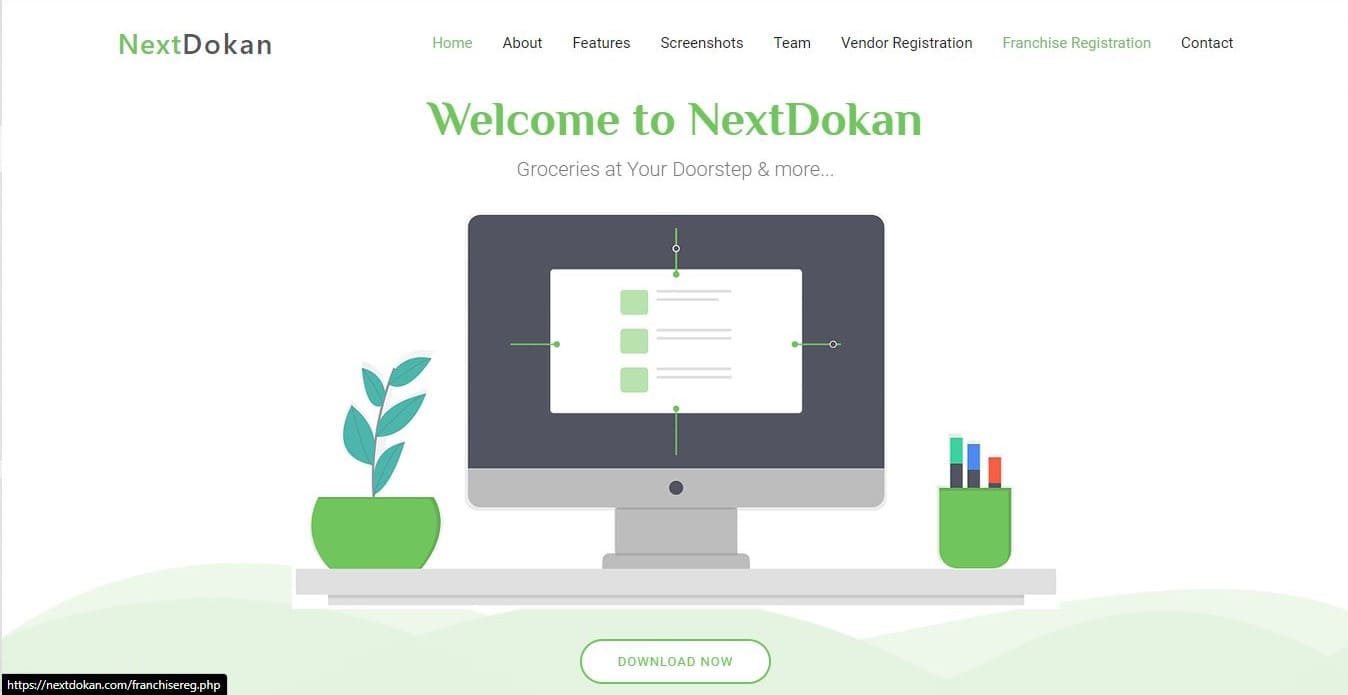 NextDokan
Home About Features Screenshots Team Vendor Registration Franchise Registration Contact
Welcome to NextDokan
Groceries at Your Doorstep & more...
DOWNLOAD NOW
https://nextdokan.com/franchisereg.php